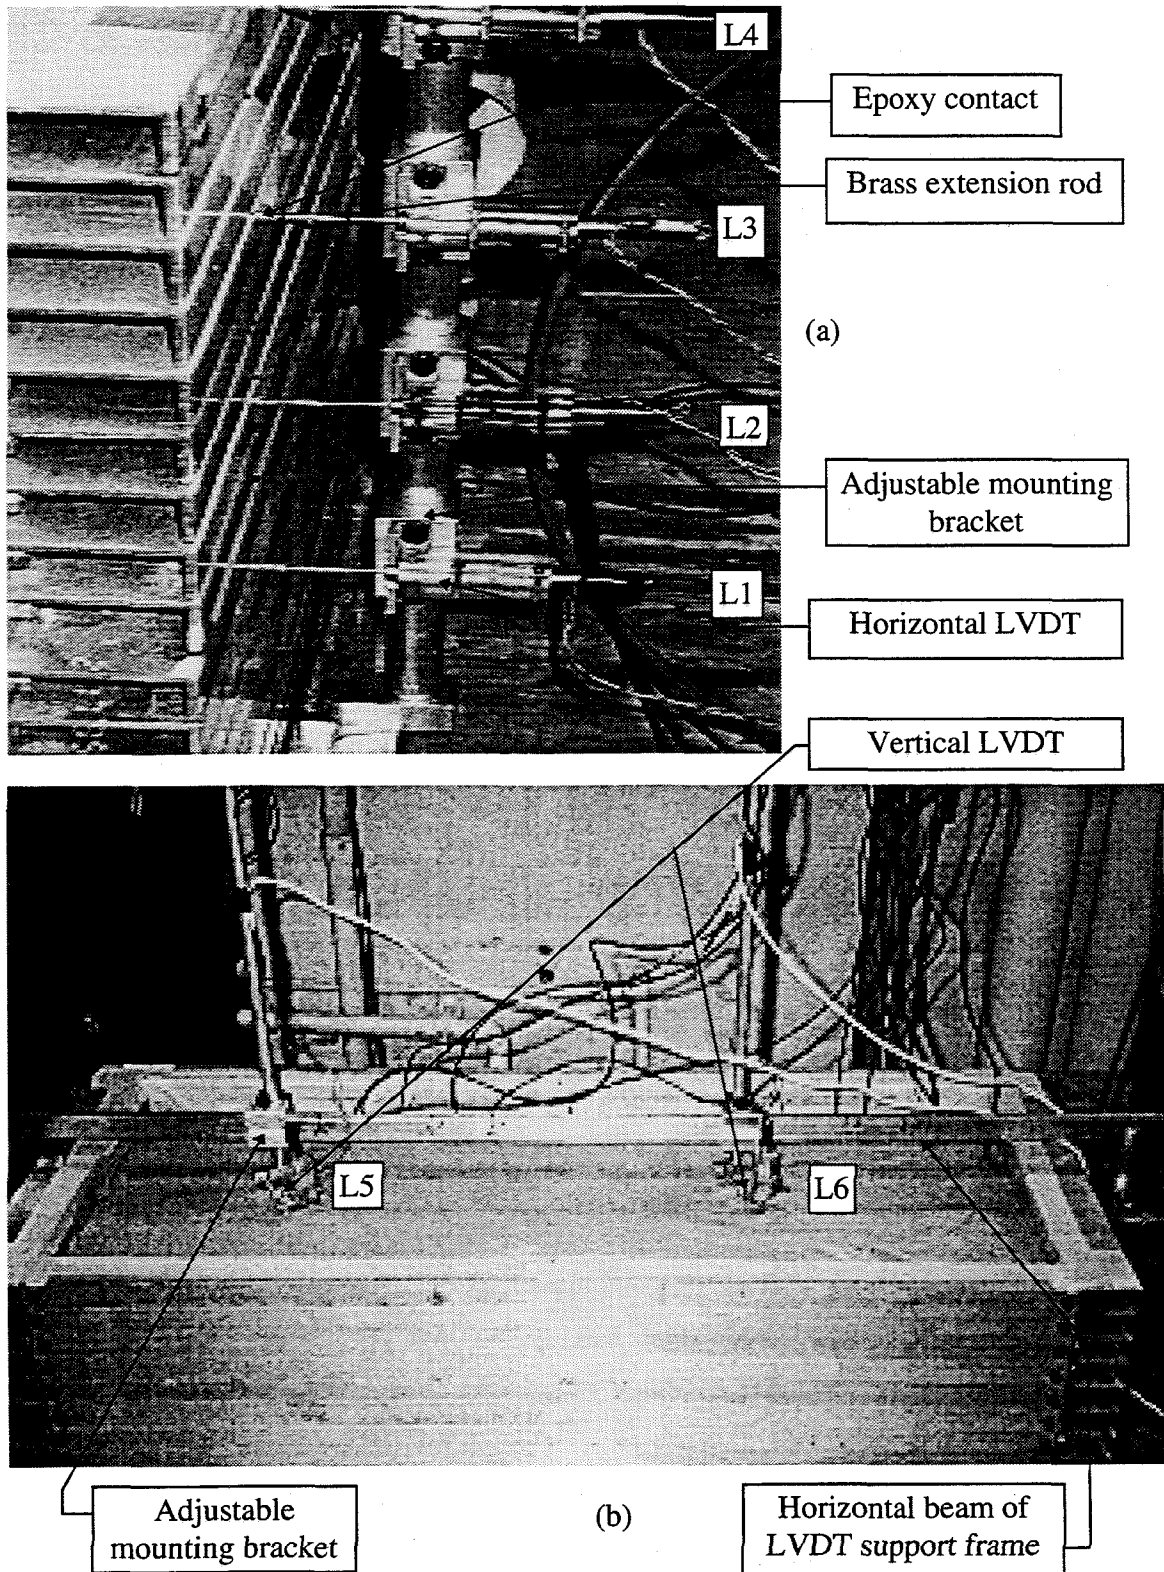 L4
Epoxy contact
Brass extension rod
L3
(a)
L2
Adjustable mounting
bracket
L1
Horizontal LVDT
Vertical LVDT
L5
L6
Adjustable
mounting bracket
(b)
Horizontal beam of
LVDT support frame